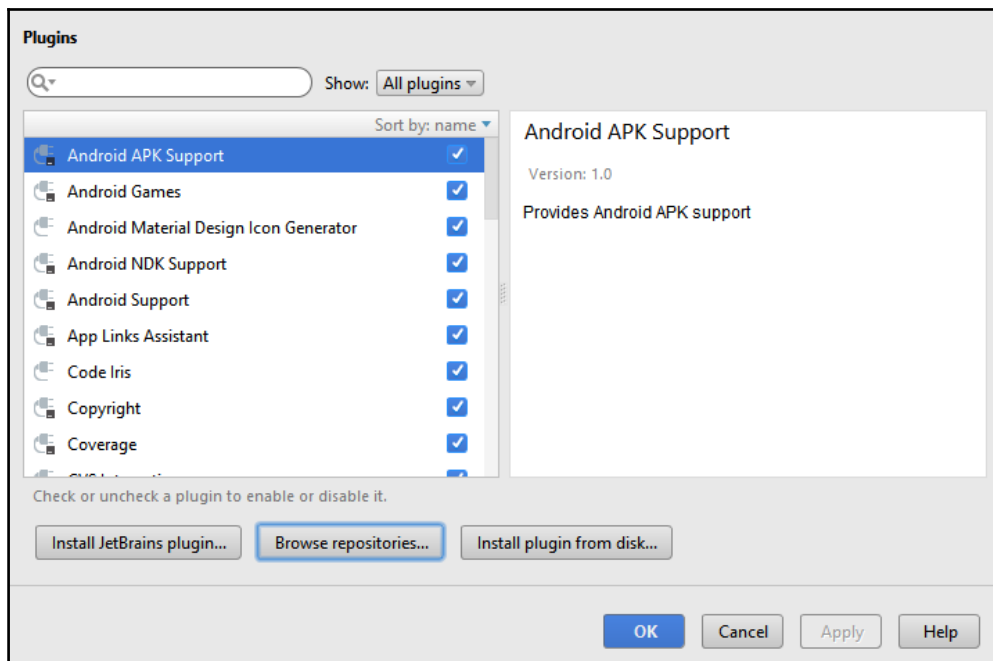 Plugins
Show: All plugins
Sort by: name
Android APK Support
Android Games
Android Material Design Icon Generator
Android NDK Support
Android Support
App Links Assistant
Code Iris
Copyright
Coverage
Android APK Support
Version: 1.0
Provides Android APK support
Check or uncheck a plugin to enable or disable it.
Install JetBrains plugin... Browse repositories... Install plugin from disk...
OK Cancel Apply Help